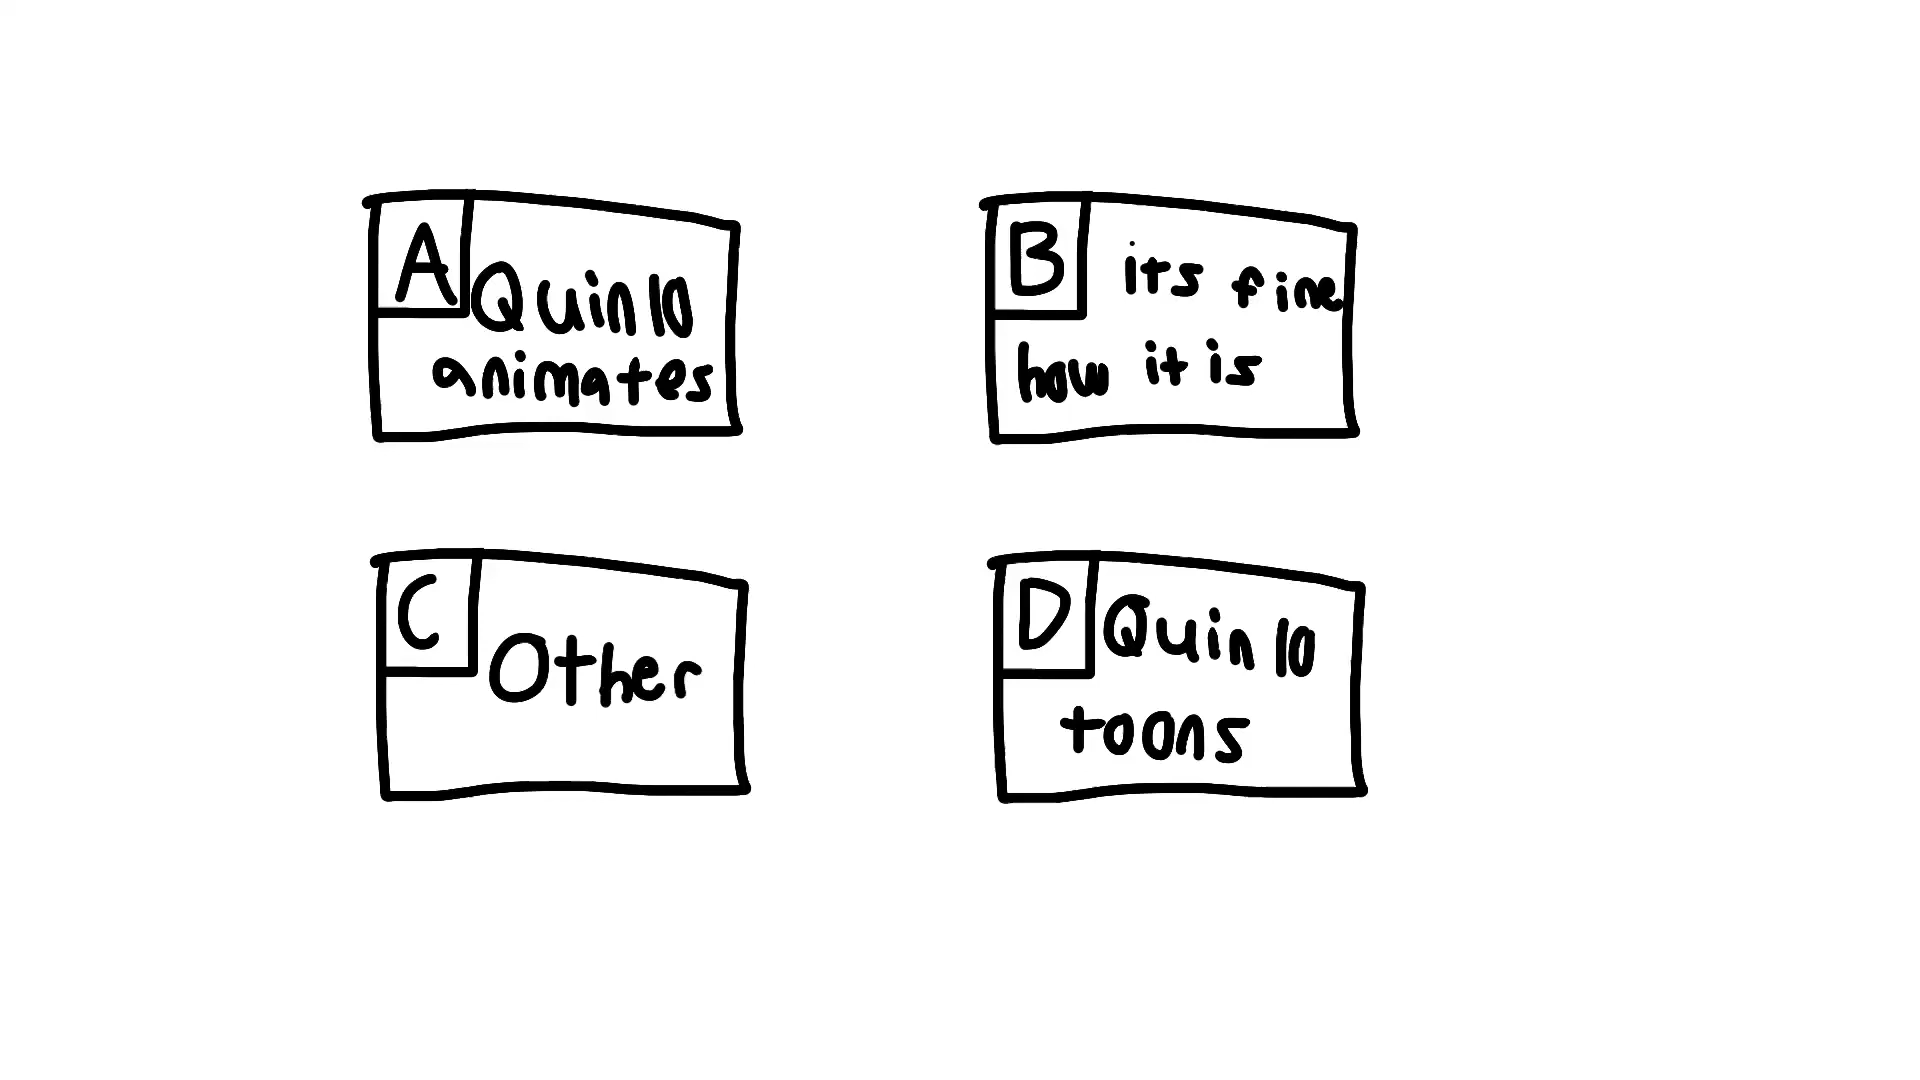 A
Quin10
animates
B
its fine
how it is
C
Other
D
Quin10
toons